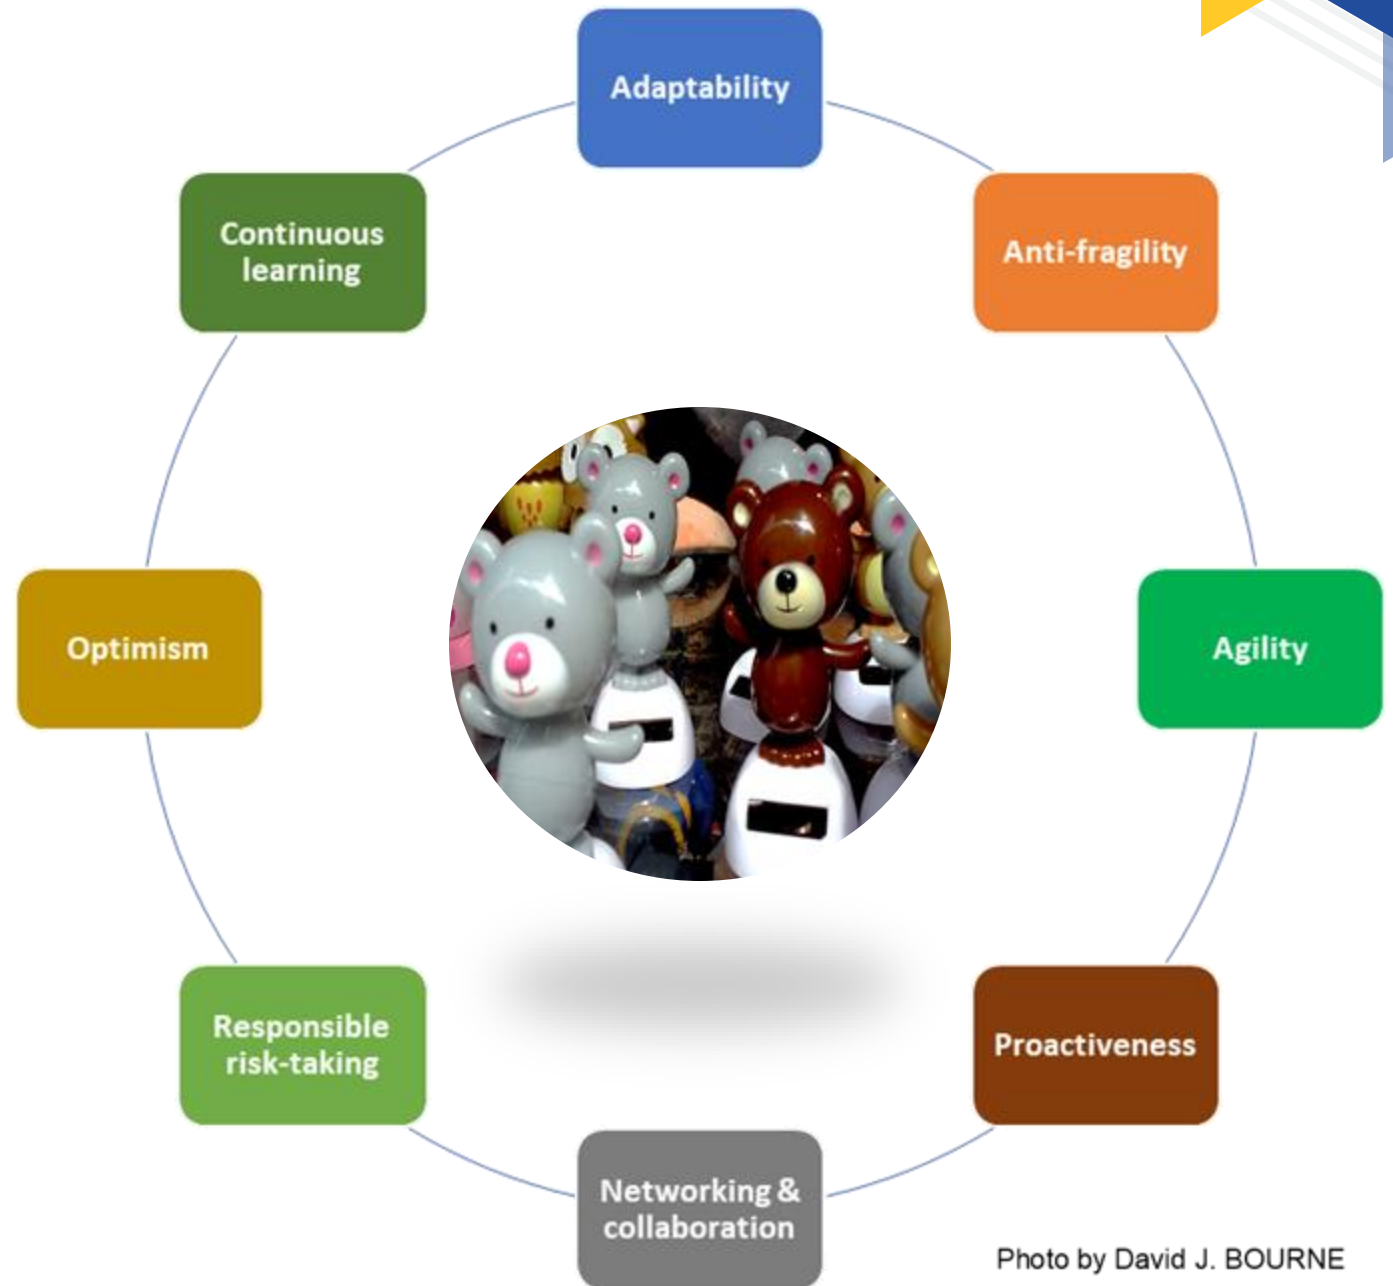 Adaptability
Anti-fragility
Agility
Proactiveness
Networking &
collaboration
Responsible
risk-taking
Optimism
Continuous
learning
Photo by David J. BOURNE